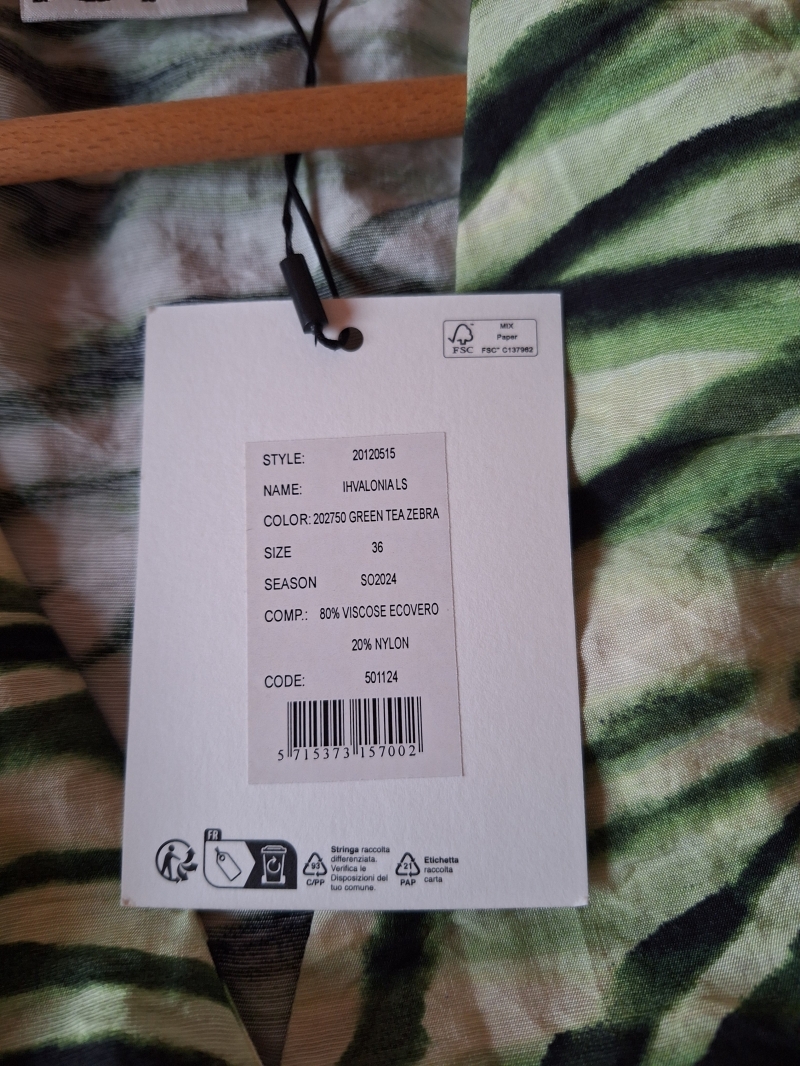 MIX
Paper
FSC™ C137962
FSC
STYLE: 20120515
NAME: IHVALONIA LS
COLOR: 202750 GREEN TEA ZEBRA
SIZE 36
SEASON SO2024
COMP.: 80% VISCOSE ECOVERO
20% NYLON
CODE: 501124
5 715373 157002
FR
93
C/PP
Stringa raccolta
differenziata.
Verifica le
Disposizioni del
tuo comune.
21
PAP
Etichetta
raccolta
carta.